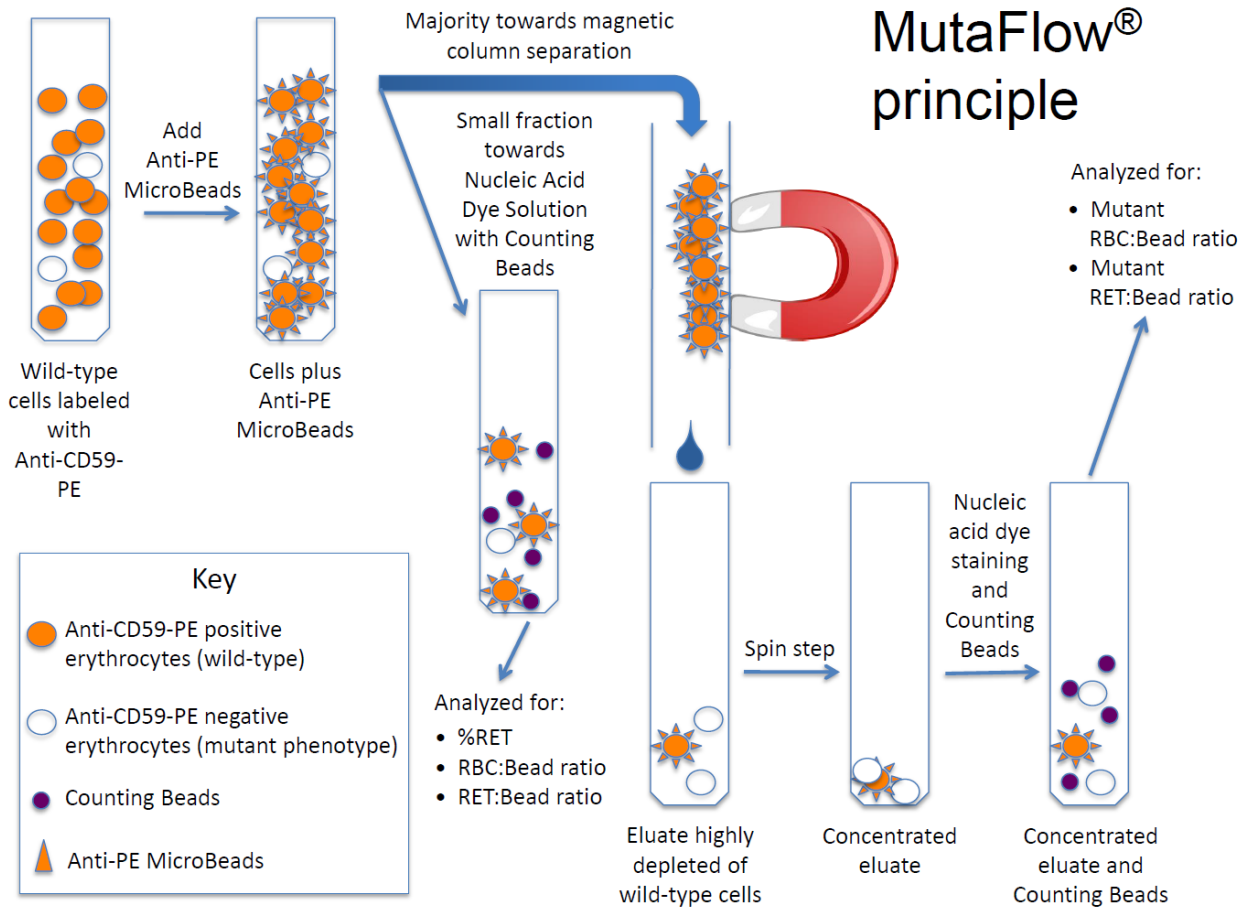 MutaFlow®
principle
Majority towards magnetic
column separation
Add
Anti-PE
MicroBeads
Small fraction
towards
Nucleic Acid
Dye Solution
with Counting
Beads
Analyzed for:
• Mutant
RBC:Bead ratio
• Mutant
RET:Bead ratio
Wild-type
cells labeled
with
Anti-CD59-
PE
Cells plus
Anti-PE
MicroBeads
Key
Anti-CD59-PE positive
erythrocytes (wild-type)
Anti-CD59-PE negative
erythrocytes (mutant phenotype)
Counting Beads
Anti-PE MicroBeads
Analyzed for:
• %RET
• RBC:Bead ratio
• RET:Bead ratio
Spin step
Nucleic
acid dye
staining
and
Counting
Beads
Eluate highly
depleted of
wild-type cells
Concentrated
eluate
Concentrated
eluate and
Counting Beads